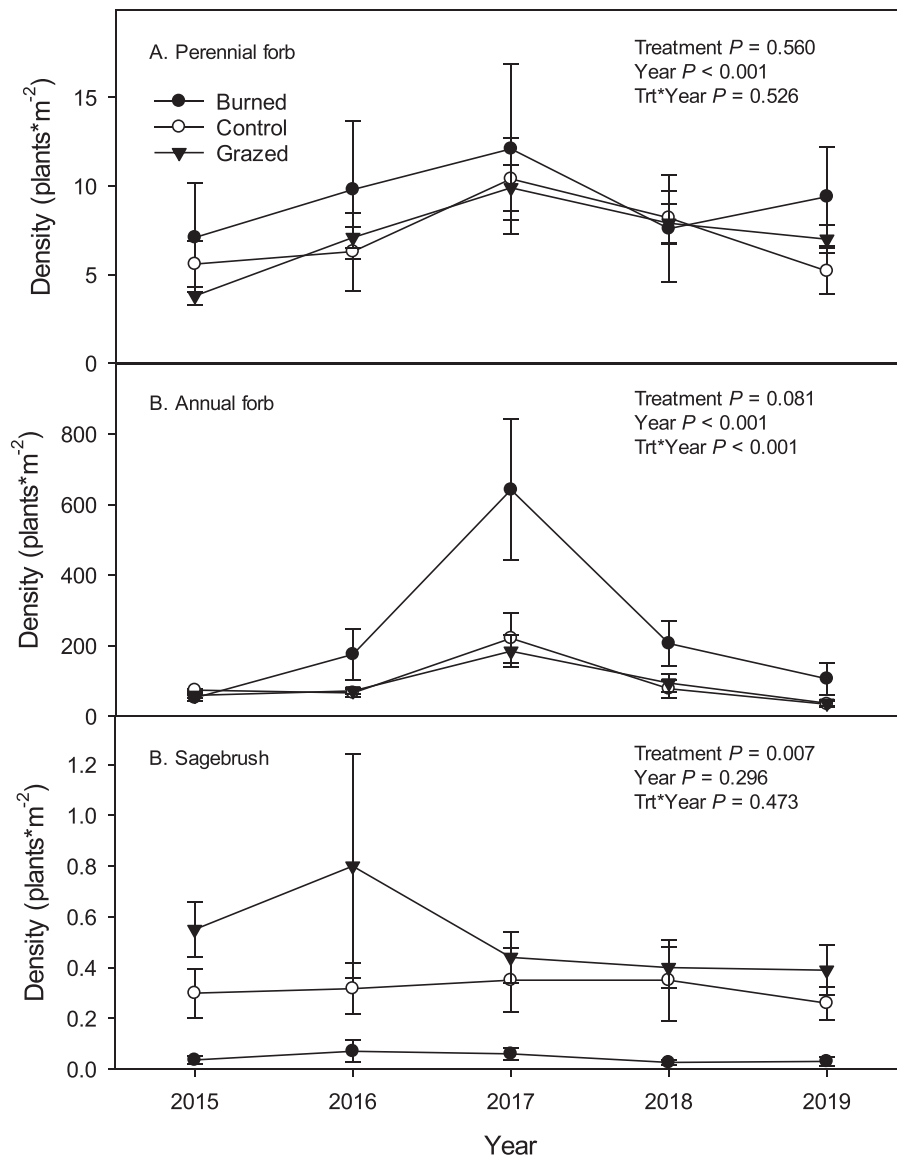 A. Perennial forb
Treatment P = 0.560
Year P < 0.001
Trt*Year P = 0.526
Burned
Control
Grazed
Density (plants*m-2)
15
10
5
0
B. Annual forb
Treatment P = 0.081
Year P < 0.001
Trt*Year P < 0.001
Density (plants*m-2)
800
600
400
200
0
B. Sagebrush
Treatment P = 0.007
Year P = 0.296
Trt*Year P = 0.473
Density (plants*m-2)
1.2
1.0
0.8
0.6
0.4
0.2
0.0
2015 2016 2017 2018 2019
Year